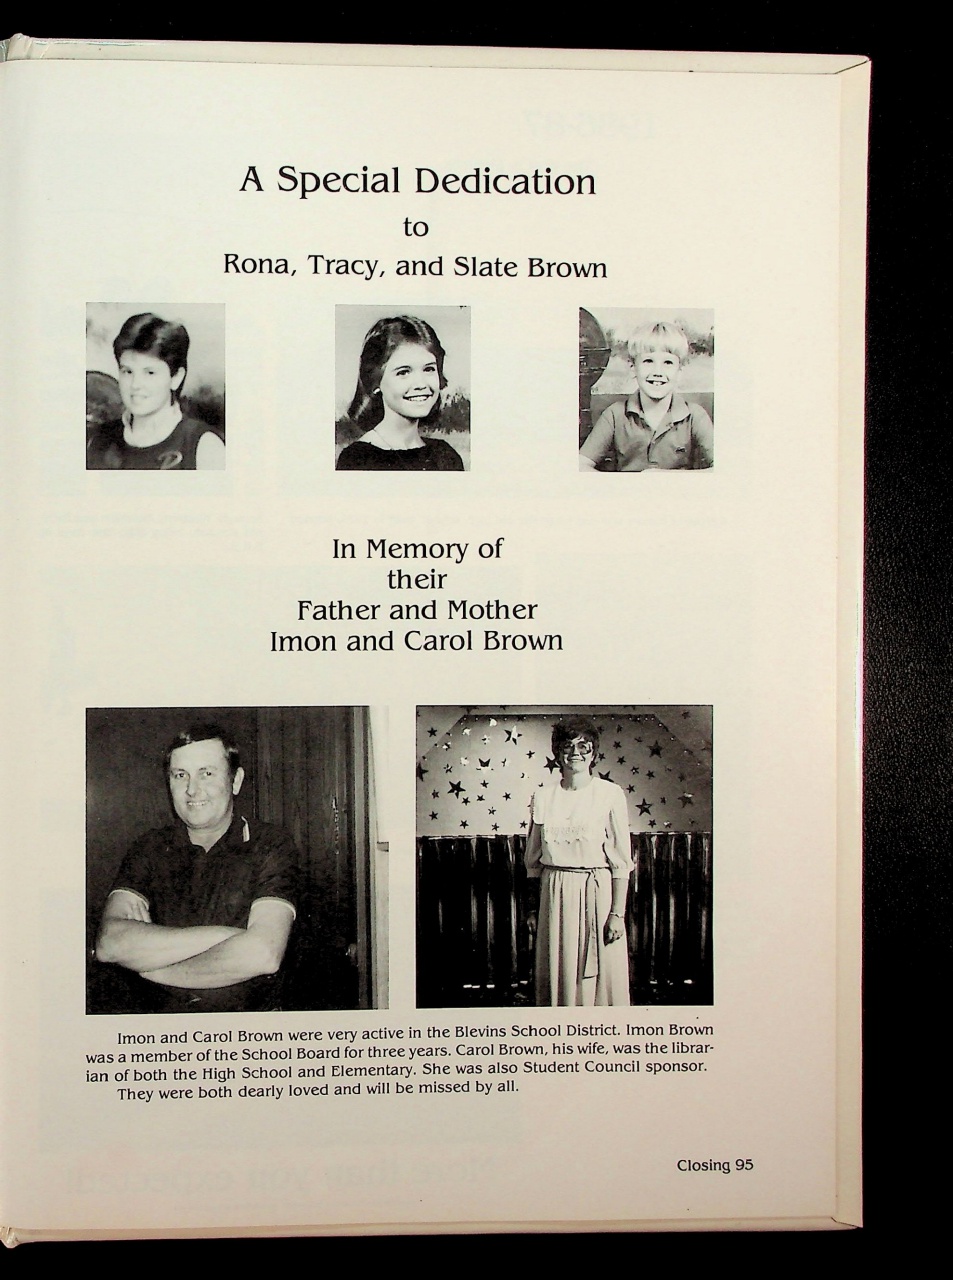 A Special Dedication
to
Rona, Tracy, and Slate Brown
In Memory of
their
Father and Mother
Imon and Carol Brown
Imon and Carol Brown were very active in the Blevins School District. Imon Brown
was a member of the School Board for three years. Carol Brown, his wife, was the librar-
ian of both the High School and Elementary. She was also Student Council sponsor.
They were both dearly loved and will be missed by all.
Closing 95